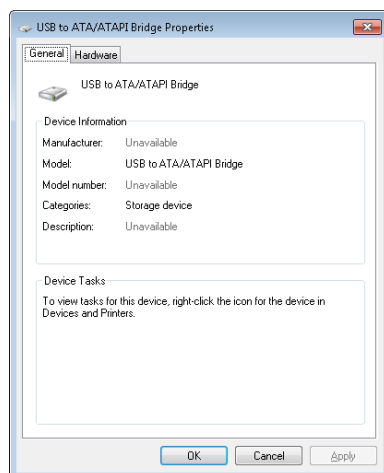 USB to ATA/ATAPI Bridge Properties
General Hardware
USB to ATA/ATAPI Bridge
Device Information
Manufacturer: Unavailable
Model: USB to ATA/ATAPI Bridge
Model number: Unavailable
Categories: Storage device
Description: Unavailable
Device Tasks
To view tasks for this device, right-click the icon for the device in
Devices and Printers.
OK Cancel Apply